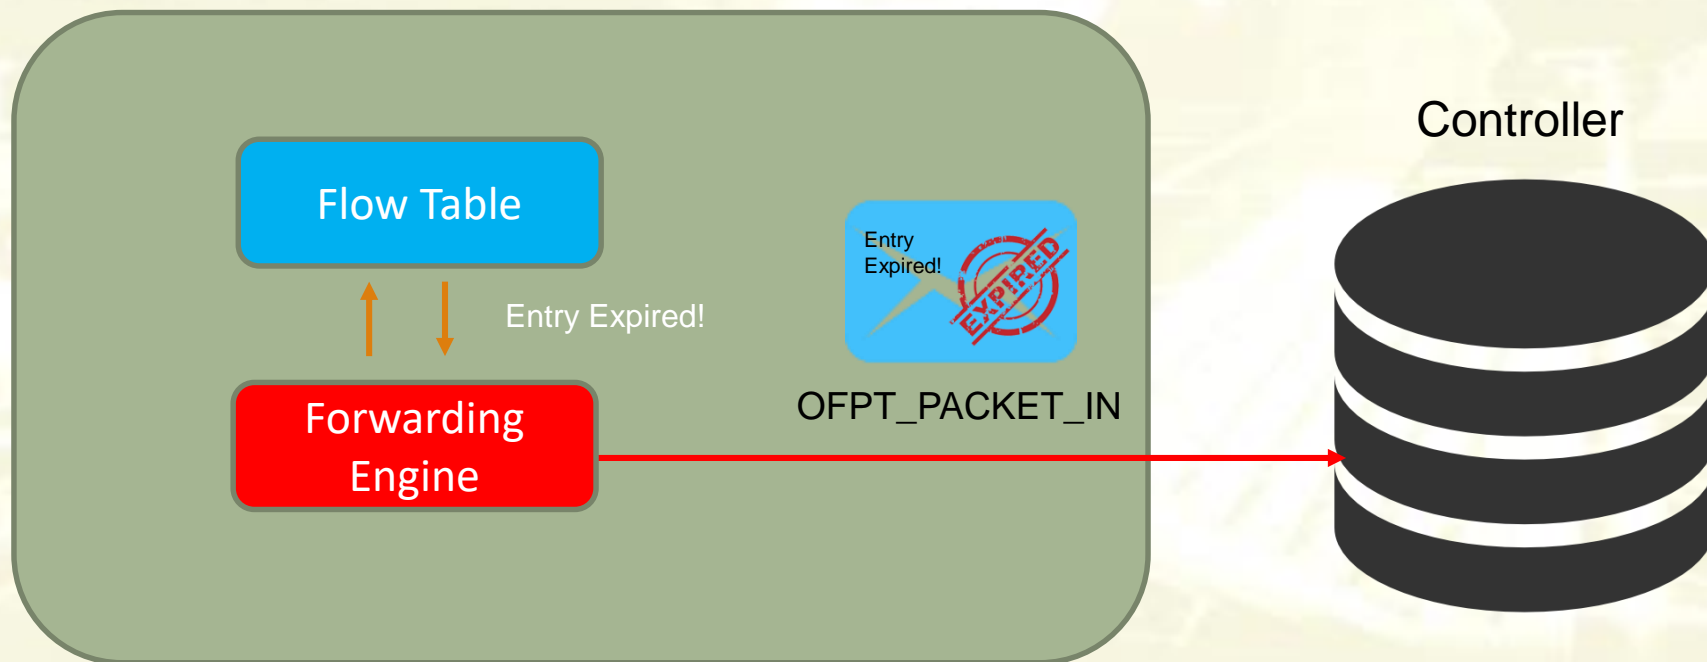 Controller
Flow Table
Entry
Expired!
EXPIRED
Entry Expired!
OFPT_PACKET_IN
Forwarding
Engine